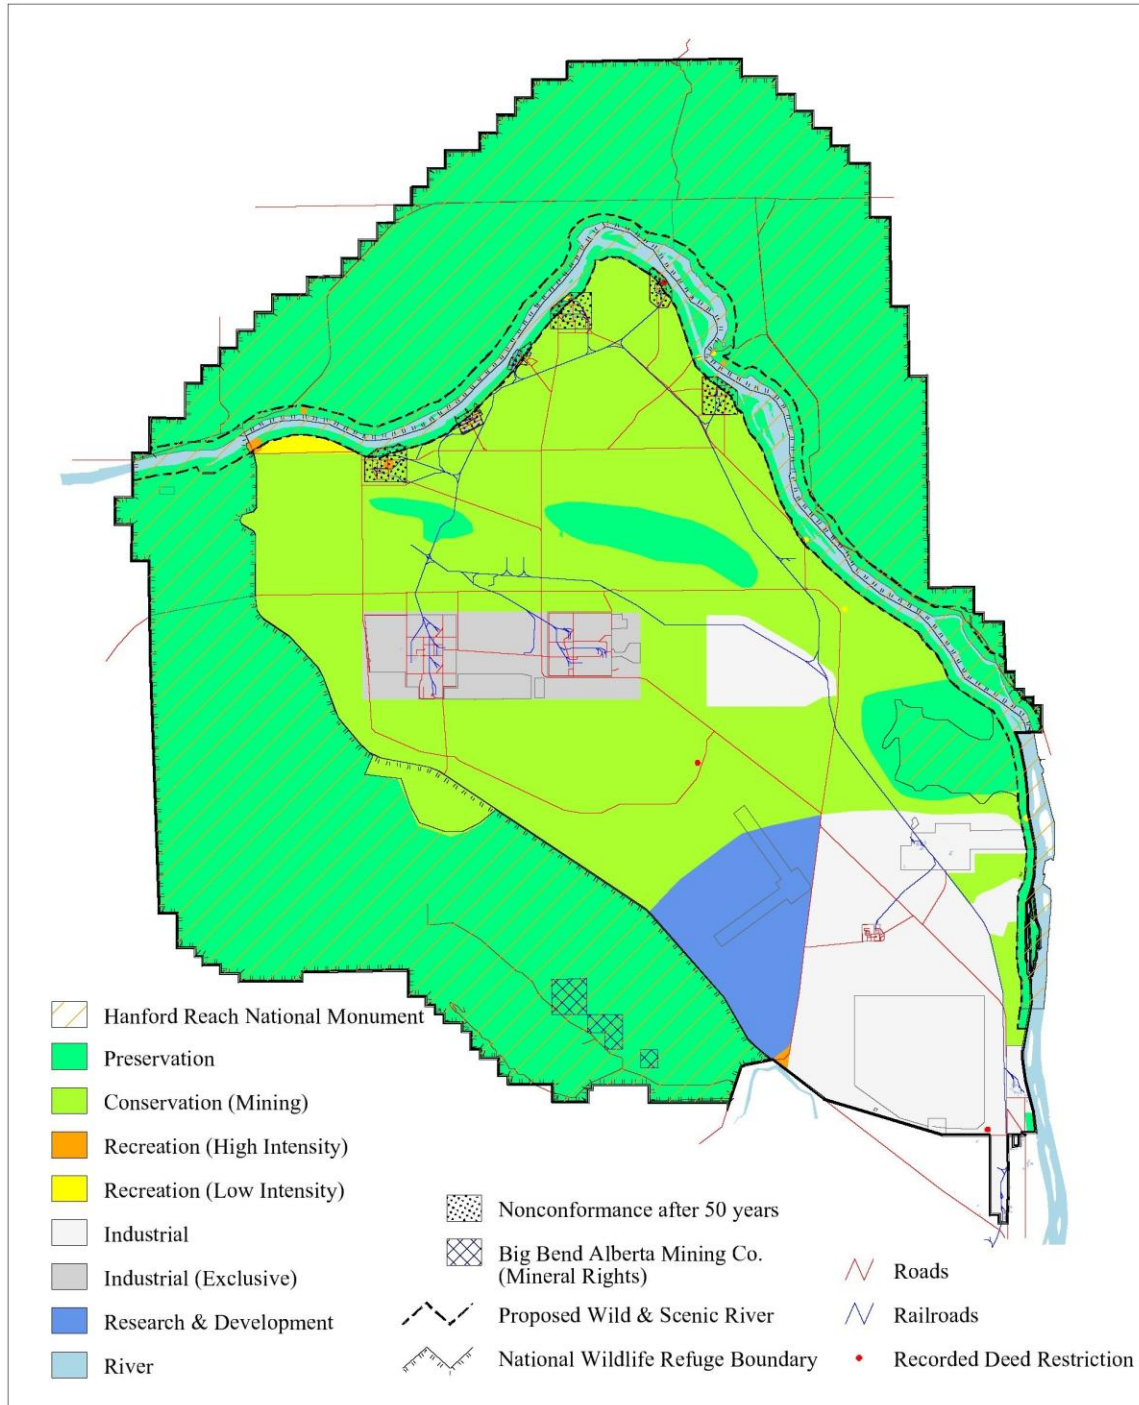 Hanford Reach National Monument
Preservation
Conservation (Mining)
Recreation (High Intensity)
Recreation (Low Intensity)
Industrial
Industrial (Exclusive)
Research & Development
River
Nonconformance after 50 years
Big Bend Alberta Mining Co.
(Mineral Rights)
Proposed Wild & Scenic River
National Wildlife Refuge Boundary
Roads
Railroads
Recorded Deed Restriction